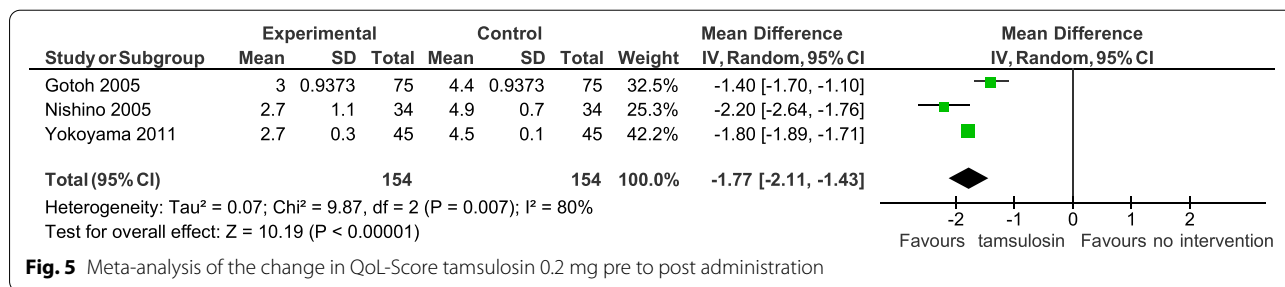 Experimental Control Mean Difference Mean Difference
Study or Subgroup Mean SD Total Mean SD Total Weight IV, Random, 95% CI IV, Random, 95% CI
Gotoh 2005 3 0.9373 75 4.4 0.9373 75 32.5% -1.40 [-1.70, -1.10]
Nishino 2005 2.7 1.1 34 4.9 0.7 34 25.3% -2.20 [-2.64, -1.76]
Yokoyama 2011 2.7 0.3 45 4.5 0.1 45 42.2% -1.80 [-1.89, -1.71]
Total (95% CI) 154 154 100.0% -1.77 [-2.11, -1.43]
Heterogeneity: Tau² = 0.07; Chi² = 9.87, df = 2 (P = 0.007); I² = 80%
Test for overall effect: Z = 10.19 (P < 0.00001)
-2 -1 0 1 2
Favours tamsulosin Favours no intervention
Fig. 5 Meta-analysis of the change in QoL-Score tamsulosin 0.2 mg pre to post administration